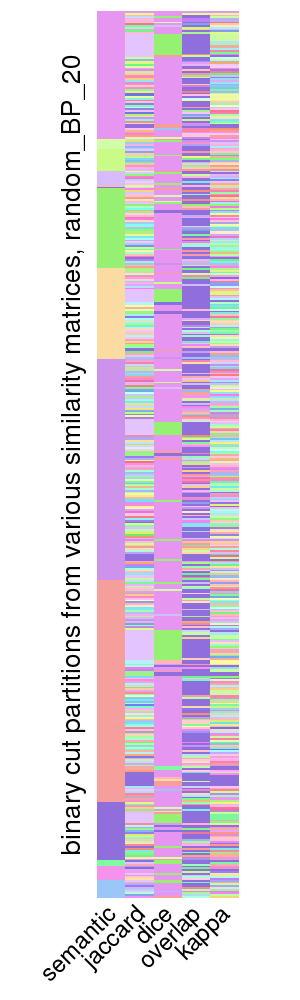 binary cut partitions from various similarity matrices, random_BP_20
semantic
jaccard
dice
overlap
kappa